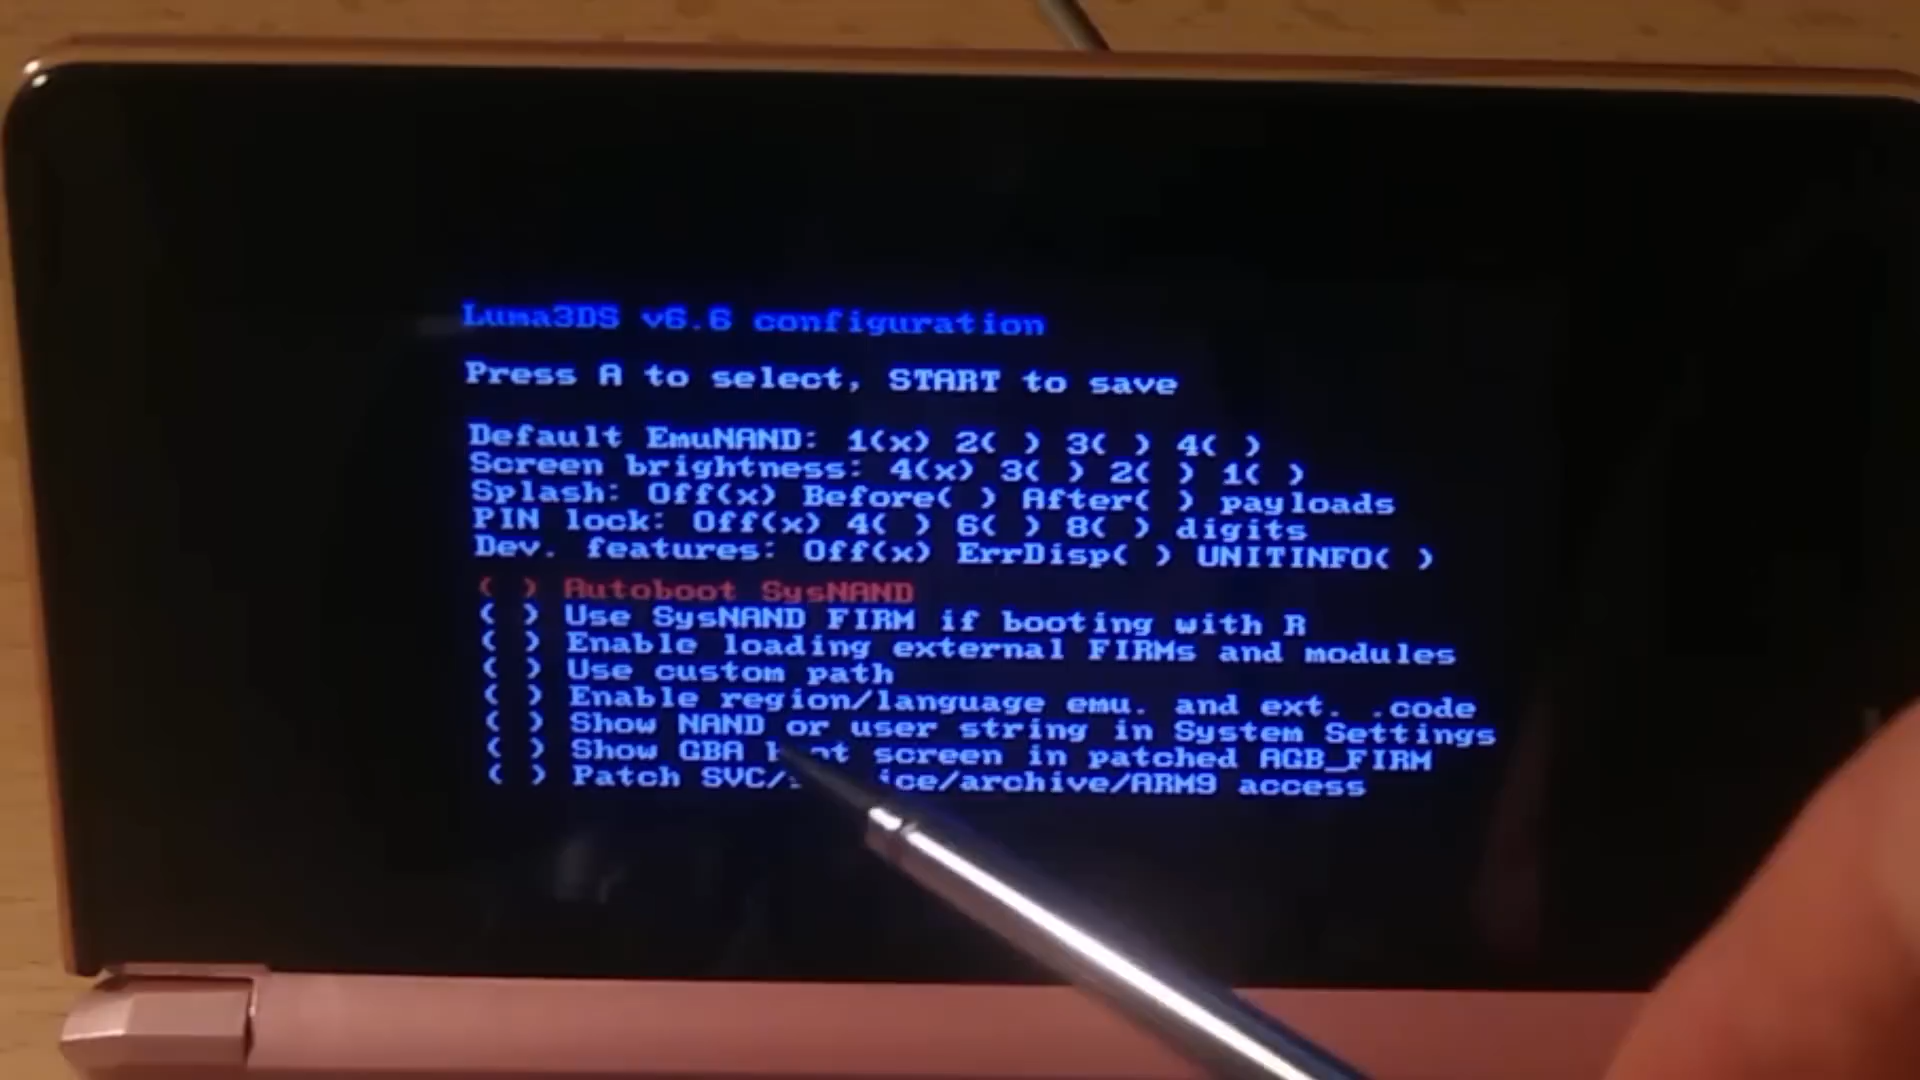 Luma3DS v6.6 configuration
Press A to select, START to save
Default EmuNAND: 1(x) 2( ) 3( ) 4( )
Screen brightness: 4(x) 3( ) 2( ) 1( )
Splash: Off(x) Before( ) After( ) payloads
PIN lock: Off(x) 4( ) 6( ) 8( ) digits
Dev. features: Off(x) ErrDisp( ) UNITINFO( )
( ) Autoboot SysNAND
( ) Use SysNAND FIRM if booting with R
( ) Enable loading external FIRMs and modules
( ) Use custom path
( ) Enable region/language emu. and ext. .code
( ) Show NAND or user string in System Settings
( ) Show GBA screen in patched AGB_FIRM
( ) Patch SVC/ /archive/ARM9 access